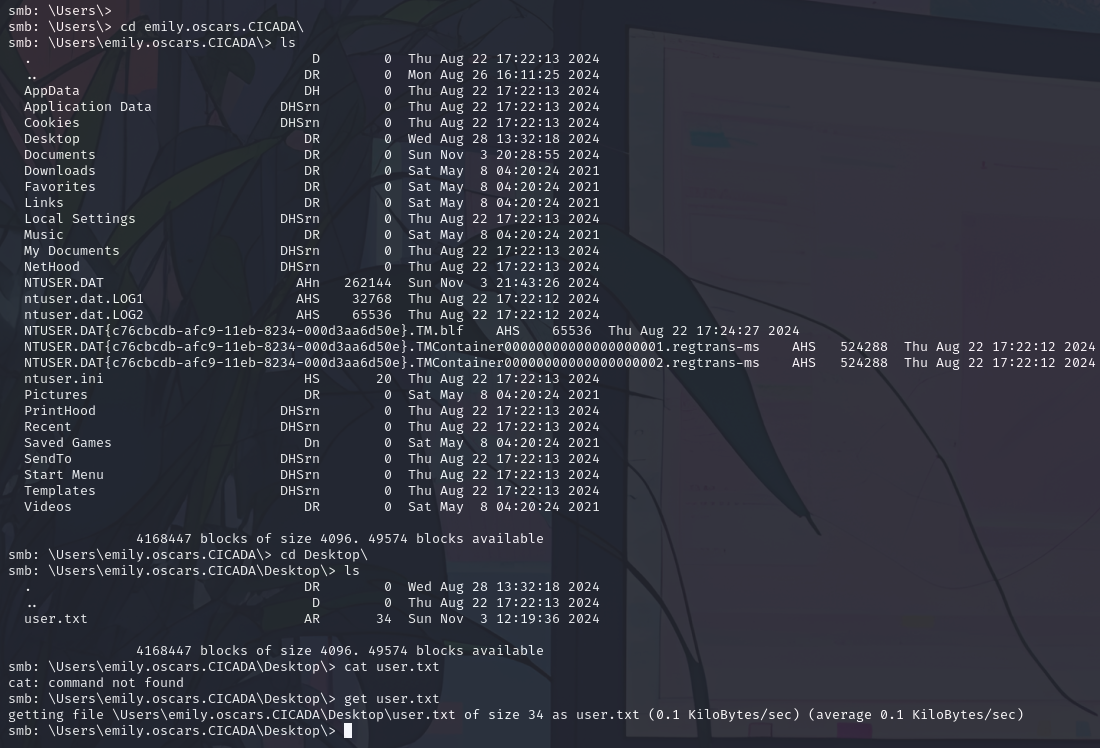 smb: \Users\>
smb: \Users\> cd emily.oscars.CICADA\
smb: \Users\emily.oscars.CICADA\> ls
  .                                   D        0  Thu Aug 22 17:22:13 2024
  ..                                 DR        0  Mon Aug 26 16:11:25 2024
  AppData                            DH        0  Thu Aug 22 17:22:13 2024
  Application Data                DHSrn        0  Thu Aug 22 17:22:13 2024
  Cookies                         DHSrn        0  Thu Aug 22 17:22:13 2024
  Desktop                            DR        0  Wed Aug 28 13:32:18 2024
  Documents                          DR        0  Sun Nov  3 20:28:55 2024
  Downloads                          DR        0  Sat May  8 04:20:24 2021
  Favorites                          DR        0  Sat May  8 04:20:24 2021
  Links                              DR        0  Sat May  8 04:20:24 2021
  Local Settings                  DHSrn        0  Thu Aug 22 17:22:13 2024
  Music                              DR        0  Sat May  8 04:20:24 2021
  My Documents                    DHSrn        0  Thu Aug 22 17:22:13 2024
  NetHood                         DHSrn        0  Thu Aug 22 17:22:13 2024
  NTUSER.DAT                        AHn   262144  Sun Nov  3 21:43:26 2024
  ntuser.dat.LOG1                   AHS    32768  Thu Aug 22 17:22:12 2024
  ntuser.dat.LOG2                   AHS    65536  Thu Aug 22 17:22:12 2024
  NTUSER.DAT{c76cbcdb-afc9-11eb-8234-000d3aa6d50e}.TM.blf    AHS    65536  Thu Aug 22 17:24:27 2024
  NTUSER.DAT{c76cbcdb-afc9-11eb-8234-000d3aa6d50e}.TMContainer00000000000000000001.regtrans-ms    AHS   524288  Thu Aug 22 17:22:12 2024
  NTUSER.DAT{c76cbcdb-afc9-11eb-8234-000d3aa6d50e}.TMContainer00000000000000000002.regtrans-ms    AHS   524288  Thu Aug 22 17:22:12 2024
  ntuser.ini                         HS       20  Thu Aug 22 17:22:13 2024
  Pictures                           DR        0  Sat May  8 04:20:24 2021
  PrintHood                       DHSrn        0  Thu Aug 22 17:22:13 2024
  Recent                          DHSrn        0  Thu Aug 22 17:22:13 2024
  Saved Games                        Dn        0  Sat May  8 04:20:24 2021
  SendTo                          DHSrn        0  Thu Aug 22 17:22:13 2024
  Start Menu                      DHSrn        0  Thu Aug 22 17:22:13 2024
  Templates                       DHSrn        0  Thu Aug 22 17:22:13 2024
  Videos                             DR        0  Sat May  8 04:20:24 2021
                4168447 blocks of size 4096. 49574 blocks available
smb: \Users\emily.oscars.CICADA\> cd Desktop\
smb: \Users\emily.oscars.CICADA\Desktop\> ls
  .                                  DR        0  Wed Aug 28 13:32:18 2024
  ..                                  D        0  Thu Aug 22 17:22:13 2024
  user.txt                           AR       34  Sun Nov  3 12:19:36 2024
                4168447 blocks of size 4096. 49574 blocks available
smb: \Users\emily.oscars.CICADA\Desktop\> cat user.txt
cat: command not found
smb: \Users\emily.oscars.CICADA\Desktop\> get user.txt
getting file \Users\emily.oscars.CICADA\Desktop\user.txt of size 34 as user.txt (0.1 KiloBytes/sec) (average 0.1 KiloBytes/sec)
smb: \Users\emily.oscars.CICADA\Desktop\>